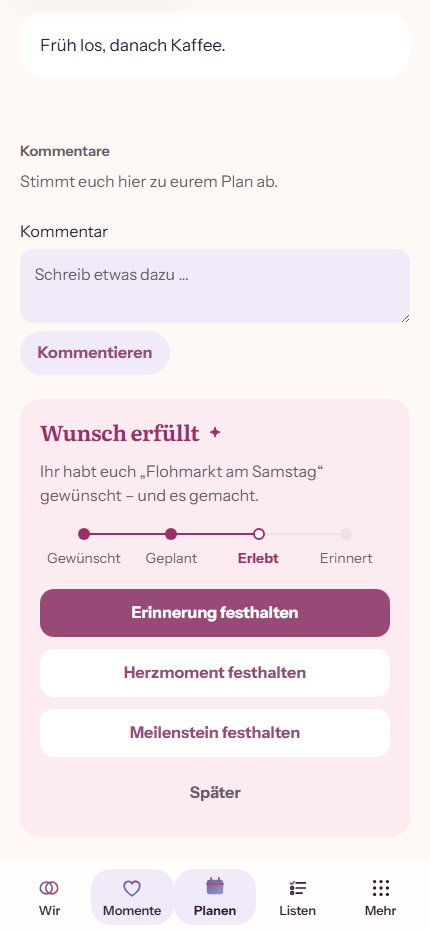 Früh los, danach Kaffee.
Kommentare
Stimmt euch hier zu eurem Plan ab.
Kommentar
Schreib etwas dazu …
Kommentieren
Wunsch erfüllt
Ihr habt euch „Flohmarkt am Samstag“
gewünscht – und es gemacht.
Gewünscht Geplant Erlebt Erinnert
Erinnerung festhalten
Herzmoment festhalten
Meilenstein festhalten
Später
Wir Momente Planen Listen Mehr